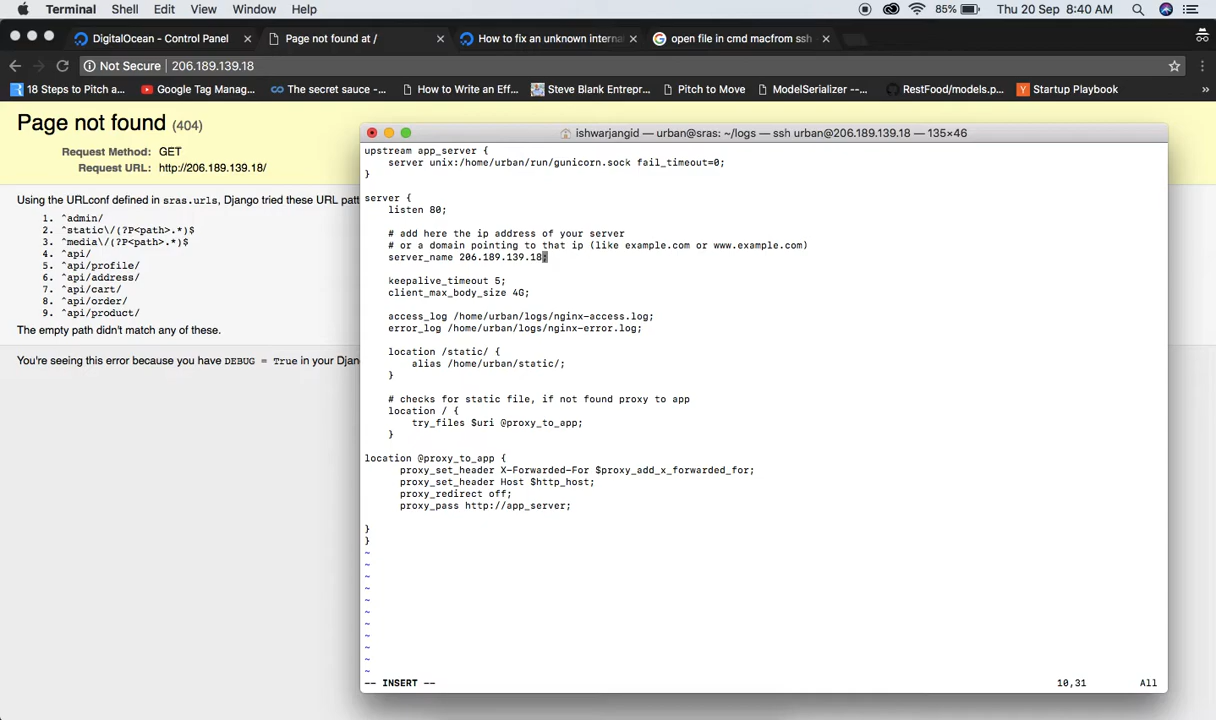 Terminal Shell Edit View Window Help 85% Thu 20 Sep 8:40 AM
DigitalOcean - Control Panel Page not found at / How to fix an unknown interna open file in cmd macfrom ssh
Not Secure 206.189.139.18
18 Steps to Pitch a... Google Tag Manag... The secret sauce -... How to Write an Eff... Steve Blank Entrepr... Pitch to Move ModelSerializer --... RestFood/models.p... Startup Playbook »
Page not found (404)
Request Method: GET
Request URL: http://206.189.139.18/
Using the URLconf defined in sras.urls, Django tried these URL patt
1. ^admin/
2. ^static\/(?P<path>.*)$
3. ^media\/(?P<path>.*)$
4. ^api/
5. ^api/profile/
6. ^api/address/
7. ^api/cart/
8. ^api/order/
9. ^api/product/
The empty path didn't match any of these.
You're seeing this error because you have DEBUG = True in your Djan
ishwarjangid — urban@sras: ~/logs — ssh urban@206.189.139.18 — 135×46
upstream app_server {
server unix:/home/urban/run/gunicorn.sock fail_timeout=0;
}
server {
listen 80;
# add here the ip address of your server
# or a domain pointing to that ip (like example.com or www.example.com)
server_name 206.189.139.18;
keepalive_timeout 5;
client_max_body_size 4G;
access_log /home/urban/logs/nginx-access.log;
error_log /home/urban/logs/nginx-error.log;
location /static/ {
alias /home/urban/static/;
}
# checks for static file, if not found proxy to app
location / {
try_files $uri @proxy_to_app;
}
location @proxy_to_app {
proxy_set_header X-Forwarded-For $proxy_add_x_forwarded_for;
proxy_set_header Host $http_host;
proxy_redirect off;
proxy_pass http://app_server;
}
}
~
~
~
~
~
~
~
~
~
~
~
-- INSERT -- 10,31 All